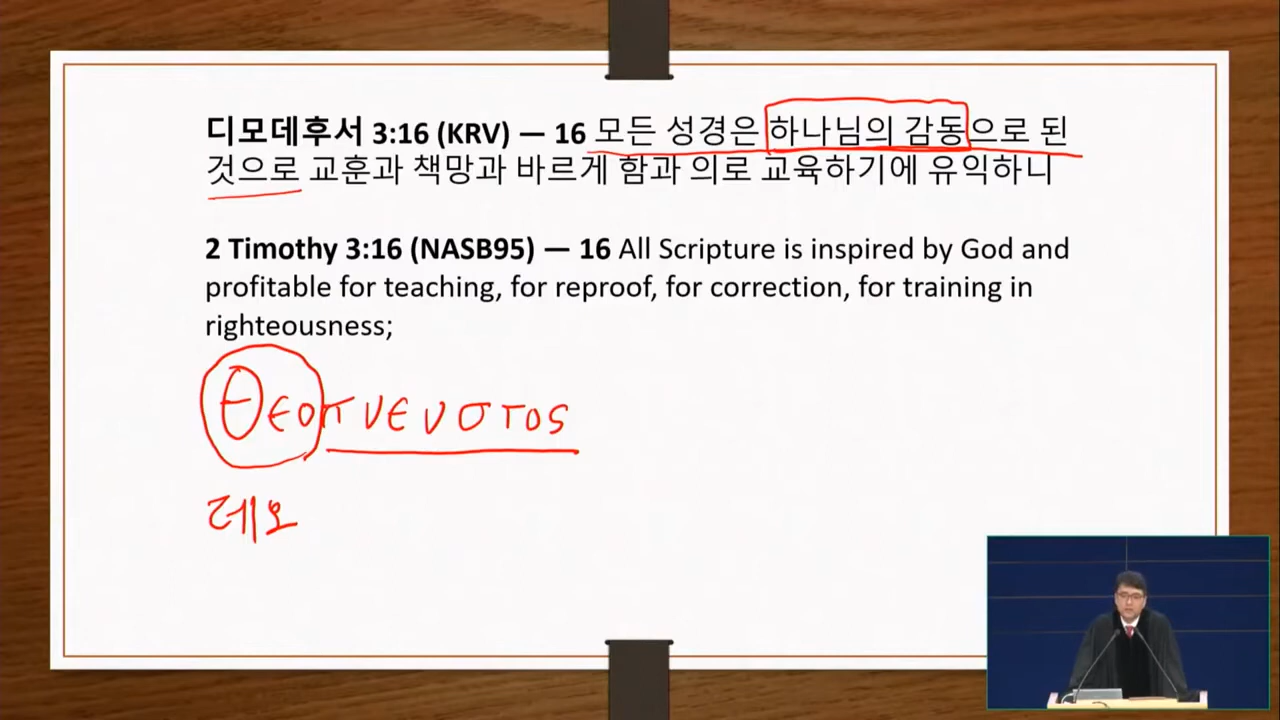 디모데후서 3:16 (KRV) — 16 모든 성경은 하나님의 감동으로 된
것으로 교훈과 책망과 바르게 함과 의로 교육하기에 유익하니
2 Timothy 3:16 (NASB95) — 16 All Scripture is inspired by God and
profitable for teaching, for reproof, for correction, for training in
righteousness;
θεοπνευστος
데오